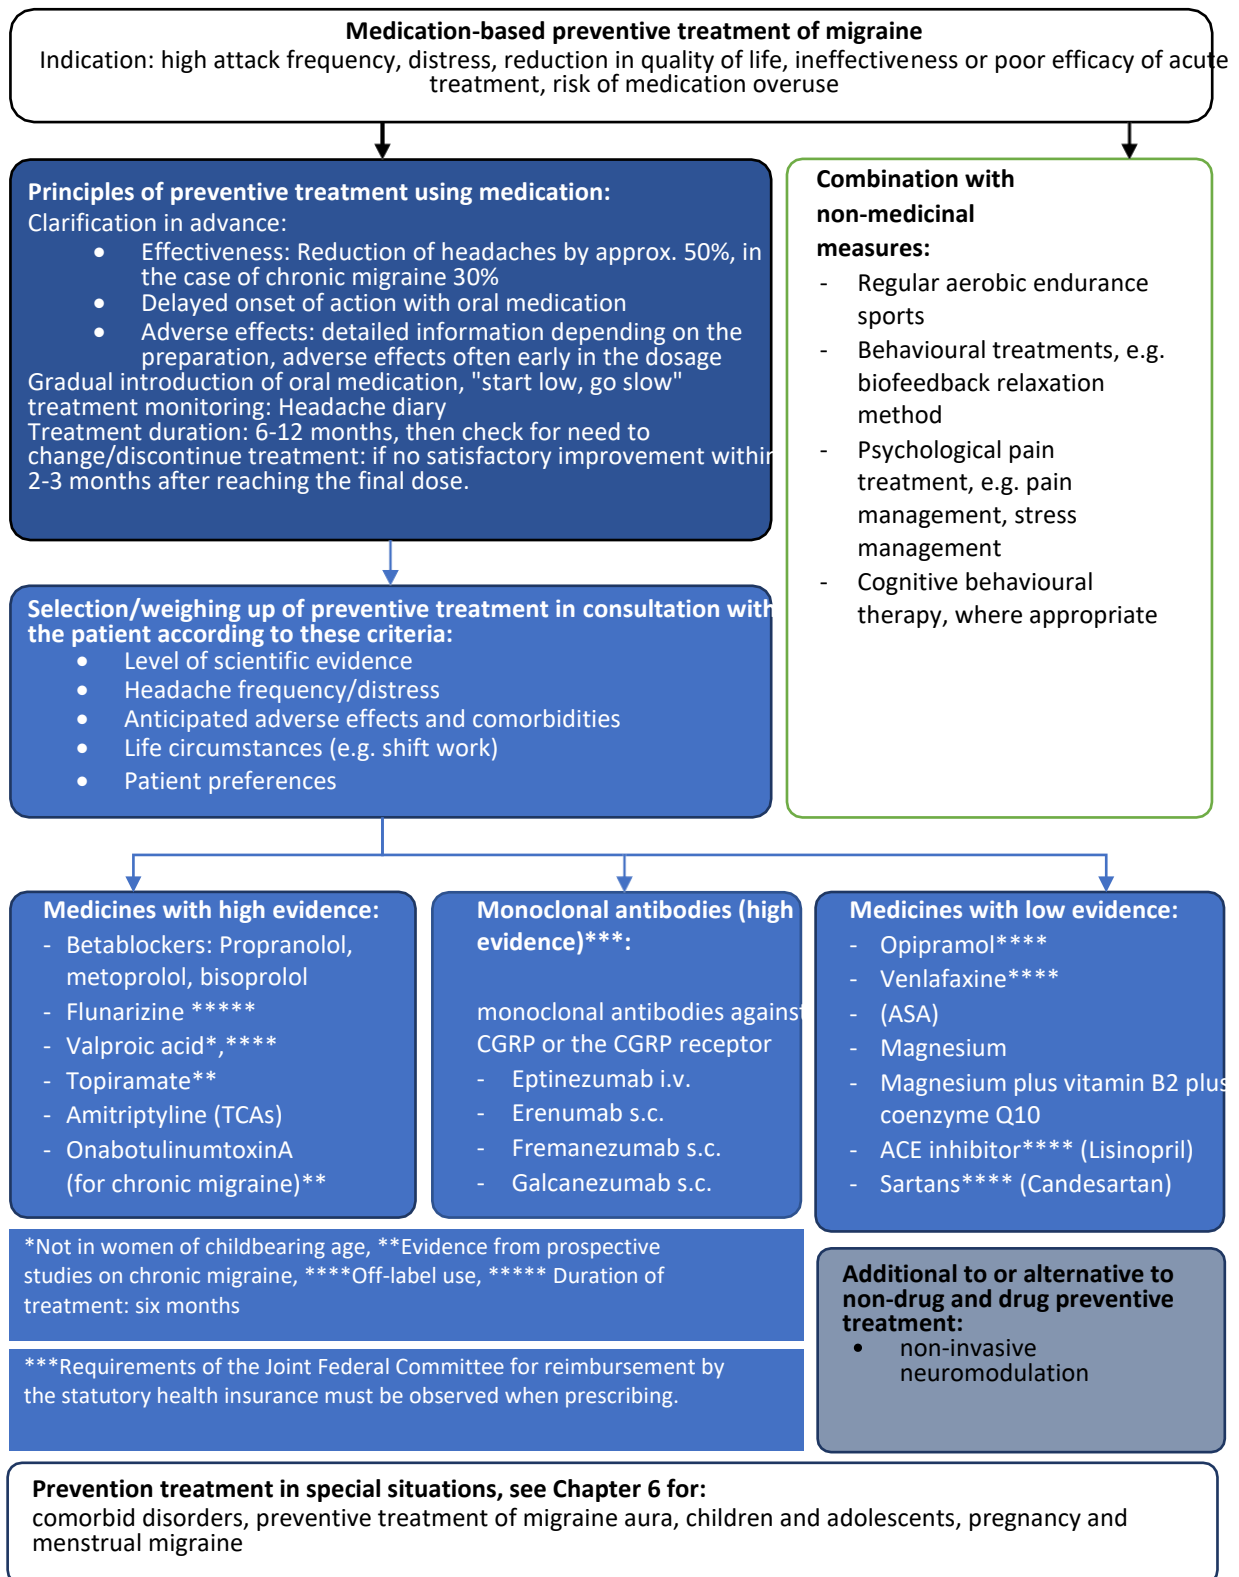 Medication-based preventive treatment of migraine
Indication: high attack frequency, distress, reduction in quality of life, ineffectiveness or poor efficacy of acute
treatment, risk of medication overuse
Principles of preventive treatment using medication:
Clarification in advance:
• Effectiveness: Reduction of headaches by approx. 50%, in
the case of chronic migraine 30%
• Delayed onset of action with oral medication
• Adverse effects: detailed information depending on the
preparation, adverse effects often early in the dosage
Gradual introduction of oral medication, "start low, go slow"
treatment monitoring: Headache diary
Treatment duration: 6-12 months, then check for need to
change/discontinue treatment: if no satisfactory improvement within
2-3 months after reaching the final dose.
Combination with
non-medicinal
measures:
- Regular aerobic endurance
sports
- Behavioural treatments, e.g.
biofeedback relaxation
method
- Psychological pain
treatment, e.g. pain
management, stress
management
- Cognitive behavioural
therapy, where appropriate
Selection/weighing up of preventive treatment in consultation with
the patient according to these criteria:
• Level of scientific evidence
• Headache frequency/distress
• Anticipated adverse effects and comorbidities
• Life circumstances (e.g. shift work)
• Patient preferences
Medicines with high evidence:
- Betablockers: Propranolol,
metoprolol, bisoprolol
- Flunarizine *****
- Valproic acid*,****
- Topiramate**
- Amitriptyline (TCAs)
- OnabotulinumtoxinA
(for chronic migraine)**
Monoclonal antibodies (high
evidence)***:
monoclonal antibodies against
CGRP or the CGRP receptor
- Eptinezumab i.v.
- Erenumab s.c.
- Fremanezumab s.c.
- Galcanezumab s.c.
Medicines with low evidence:
- Opipramol****
- Venlafaxine****
- (ASA)
- Magnesium
- Magnesium plus vitamin B2 plus
coenzyme Q10
- ACE inhibitor**** (Lisinopril)
- Sartans**** (Candesartan)
*Not in women of childbearing age, **Evidence from prospective
studies on chronic migraine, ****Off-label use, ***** Duration of
treatment: six months
***Requirements of the Joint Federal Committee for reimbursement by
the statutory health insurance must be observed when prescribing.
Additional to or alternative to
non-drug and drug preventive
treatment:
• non-invasive
neuromodulation
Prevention treatment in special situations, see Chapter 6 for:
comorbid disorders, preventive treatment of migraine aura, children and adolescents, pregnancy and
menstrual migraine